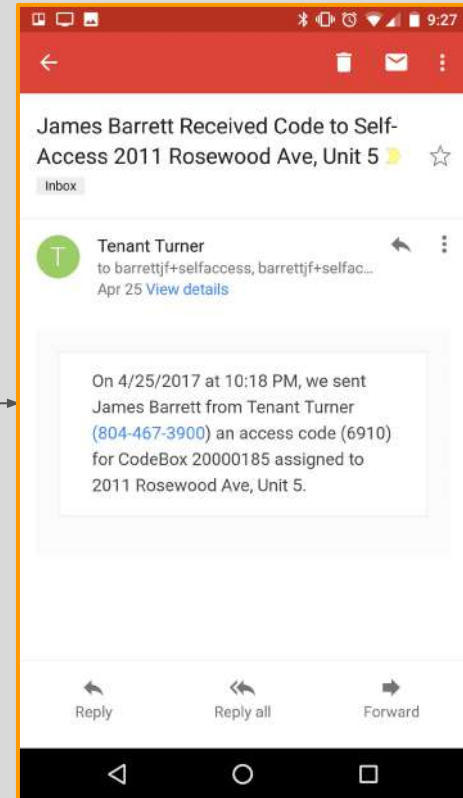 9:27
James Barrett Received Code to Self-
Access 2011 Rosewood Ave, Unit 5
Inbox
T
Tenant Turner
to barrettjf+selfaccess, barrettjf+selfac...
Apr 25 View details
On 4/25/2017 at 10:18 PM, we sent
James Barrett from Tenant Turner
(804-467-3900) an access code (6910)
for CodeBox 20000185 assigned to
2011 Rosewood Ave, Unit 5.
Reply Reply all Forward